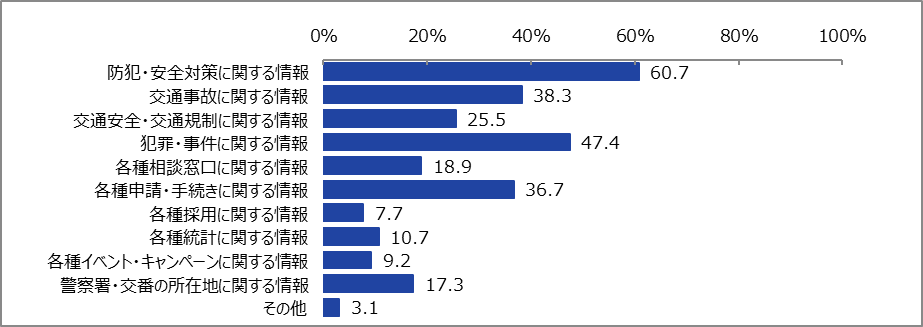 0% 20% 40% 60% 80% 100%
防犯・安全対策に関する情報 60.7
交通事故に関する情報 38.3
交通安全・交通規制に関する情報 25.5
犯罪・事件に関する情報 47.4
各種相談窓口に関する情報 18.9
各種申請・手続きに関する情報 36.7
各種採用に関する情報 7.7
各種統計に関する情報 10.7
各種イベント・キャンペーンに関する情報 9.2
警察署・交番の所在地に関する情報 17.3
その他 3.1